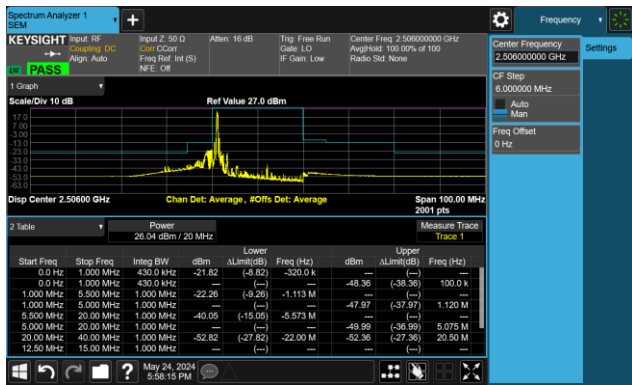 Spectrum Analyzer 1
SEM
Frequency
KEYSIGHT
Input: RF
Coupling: DC
Align: Auto
Input Z: 50 Ω
Corr CCorr
Freq Ref: Int (S)
NFE: Off
Atten: 16 dB
Trig: Free Run
Gate: LO
IF Gain: Low
Center Freq: 2.506000000 GHz
Avg|Hold: 100.00% of 100
Radio Std: None
PASS
Center Frequency
2.506000000 GHz
Settings
CF Step
6.000000 MHz
Auto
Man
Freq Offset
0 Hz
1 Graph
Scale/Div 10 dB
Ref Value 27.0 dBm
17.0
7.00
-3.00
-13.0
-23.0
-33.0
-43.0
-53.0
-63.0
Disp Center 2.50600 GHz
Chan Det: Average, #Offs Det: Average
Span 100.00 MHz
2001 pts
2 Table
Power
26.04 dBm / 20 MHz
Measure Trace
Trace 1
Lower Upper
Start Freq Stop Freq Integ BW dBm ΔLimit(dB) Freq (Hz) dBm ΔLimit(dB) Freq (Hz)
0.0 Hz 1.000 MHz 430.0 kHz -21.82 (-8.82) -320.0 k --- (---) ---
0.0 Hz 1.000 MHz 430.0 kHz --- (---) --- -48.36 (-38.36) 100.0 k
1.000 MHz 5.500 MHz 1.000 MHz -22.26 (-9.26) -1.113 M --- (---) ---
1.000 MHz 5.000 MHz 1.000 MHz --- (---) --- -47.97 (-37.97) 1.120 M
5.500 MHz 20.00 MHz 1.000 MHz -40.05 (-15.05) -5.573 M --- (---) ---
5.000 MHz 20.00 MHz 1.000 MHz --- (---) --- -49.99 (-36.99) 5.075 M
20.00 MHz 40.00 MHz 1.000 MHz -52.82 (-27.82) -22.00 M -52.36 (-27.36) 20.50 M
12.50 MHz 15.00 MHz 1.000 MHz --- (---) --- --- (---) ---
May 24, 2024
5:58:15 PM